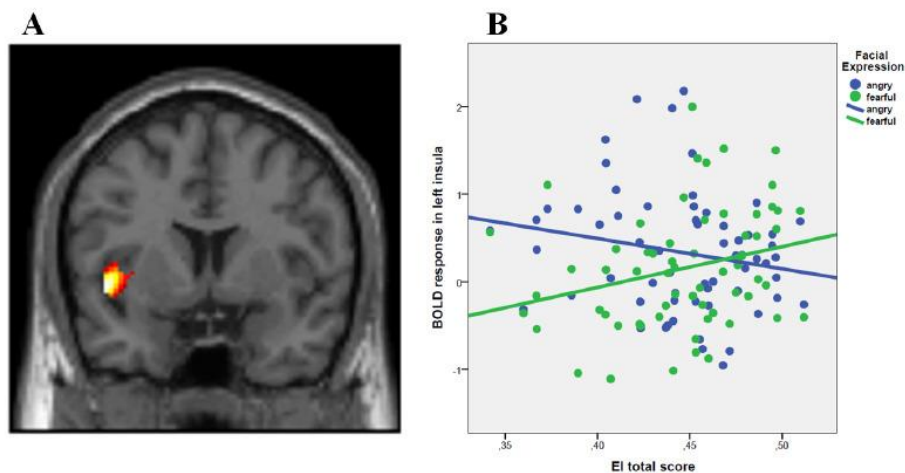 A
B
Facial
Expression
angry
fearful
angry
fearful
BOLD response in left insula
2
1
0
-1
,35
,40
,45
,50
EI total score